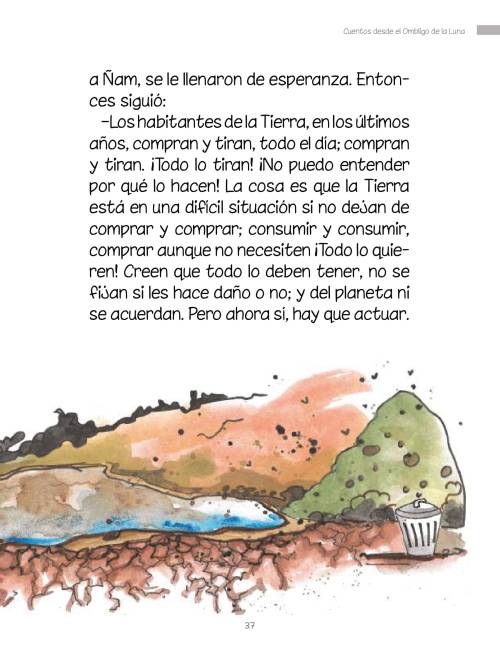 Cuentos desde el Ombligo de la Luna
a Ñam, se le llenaron de esperanza. Enton-
ces siguió:
–Los habitantes de la Tierra, en los últimos
años, compran y tiran, todo el día; compran
y tiran. ¡Todo lo tiran! ¡No puedo entender
por qué lo hacen! La cosa es que la Tierra
está en una difícil situación si no dejan de
comprar y comprar; consumir y consumir,
comprar aunque no necesiten ¡Todo lo quie-
ren! Creen que todo lo deben tener, no se
fijan si les hace daño o no; y del planeta ni
se acuerdan. Pero ahora sí, hay que actuar.
37